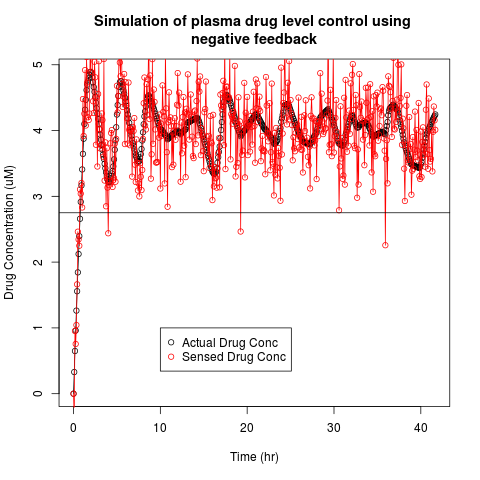 Simulation of plasma drug level control using
negative feedback
Drug Concentration (uM)
5
4
3
2
1
0
Actual Drug Conc
Sensed Drug Conc
0 10 20 30 40
Time (hr)